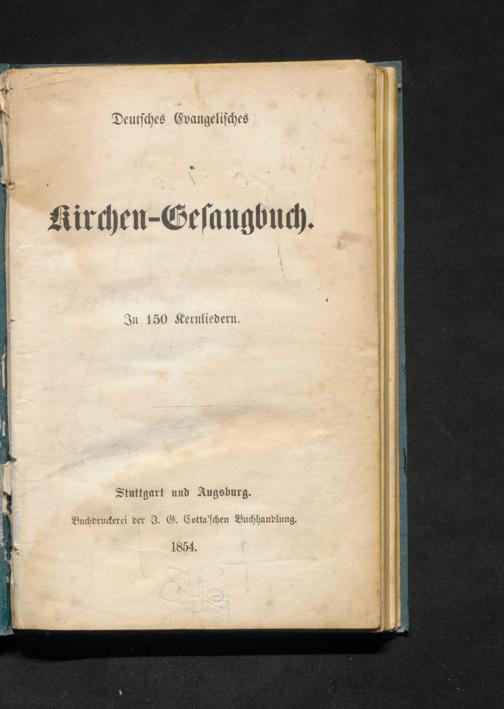 Deutſches Evangeliſches
Kirchen-Geſangbuch.
In 150 Kernliedern.
Stuttgart und Augsburg.
Buchdruckerei der J. G. Cotta'ſchen Buchhandlung.
1854.